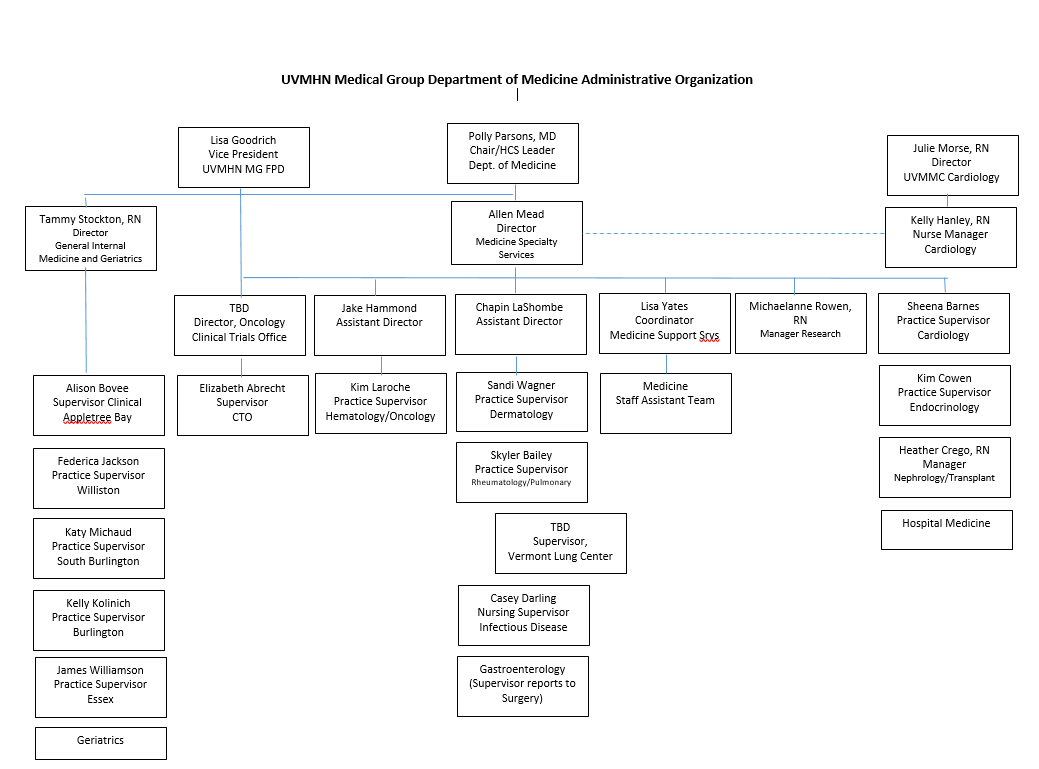 UVMHN Medical Group Department of Medicine Administrative Organization
Lisa Goodrich
Vice President
UVMHN MG FPD
Polly Parsons, MD
Chair/HCS Leader
Dept. of Medicine
Julie Morse, RN
Director
UVMMC Cardiology
Tammy Stockton, RN
Director
General Internal
Medicine and Geriatrics
Allen Mead
Director
Medicine Specialty
Services
Kelly Hanley, RN
Nurse Manager
Cardiology
TBD
Director, Oncology
Clinical Trials Office
Jake Hammond
Assistant Director
Chapin LaShombe
Assistant Director
Lisa Yates
Coordinator
Medicine Support Srvs
Michaelanne Rowen,
RN
Manager Research
Sheena Barnes
Practice Supervisor
Cardiology
Alison Bovee
Supervisor Clinical
Appletree Bay
Elizabeth Abrecht
Supervisor
CTO
Kim Laroche
Practice Supervisor
Hematology/Oncology
Sandi Wagner
Practice Supervisor
Dermatology
Medicine
Staff Assistant Team
Kim Cowen
Practice Supervisor
Endocrinology
Federica Jackson
Practice Supervisor
Williston
Skyler Bailey
Practice Supervisor
Rheumatology/Pulmonary
Heather Crego, RN
Manager
Nephrology/Transplant
Katy Michaud
Practice Supervisor
South Burlington
TBD
Supervisor,
Vermont Lung Center
Hospital Medicine
Kelly Kolinich
Practice Supervisor
Burlington
Casey Darling
Nursing Supervisor
Infectious Disease
James Williamson
Practice Supervisor
Essex
Gastroenterology
(Supervisor reports to
Surgery)
Geriatrics